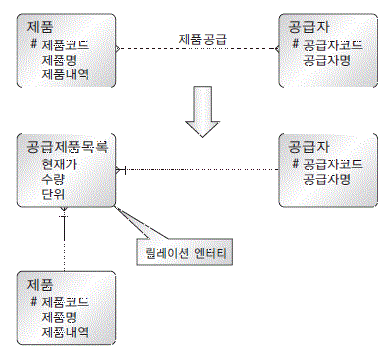 제품
# 제품코드
제품명
제품내역
제품공급
공급자
# 공급자코드
공급자명
공급제품목록
현재가
수량
단위
공급자
# 공급자코드
공급자명
릴레이션 엔터티
제품
# 제품코드
제품명
제품내역